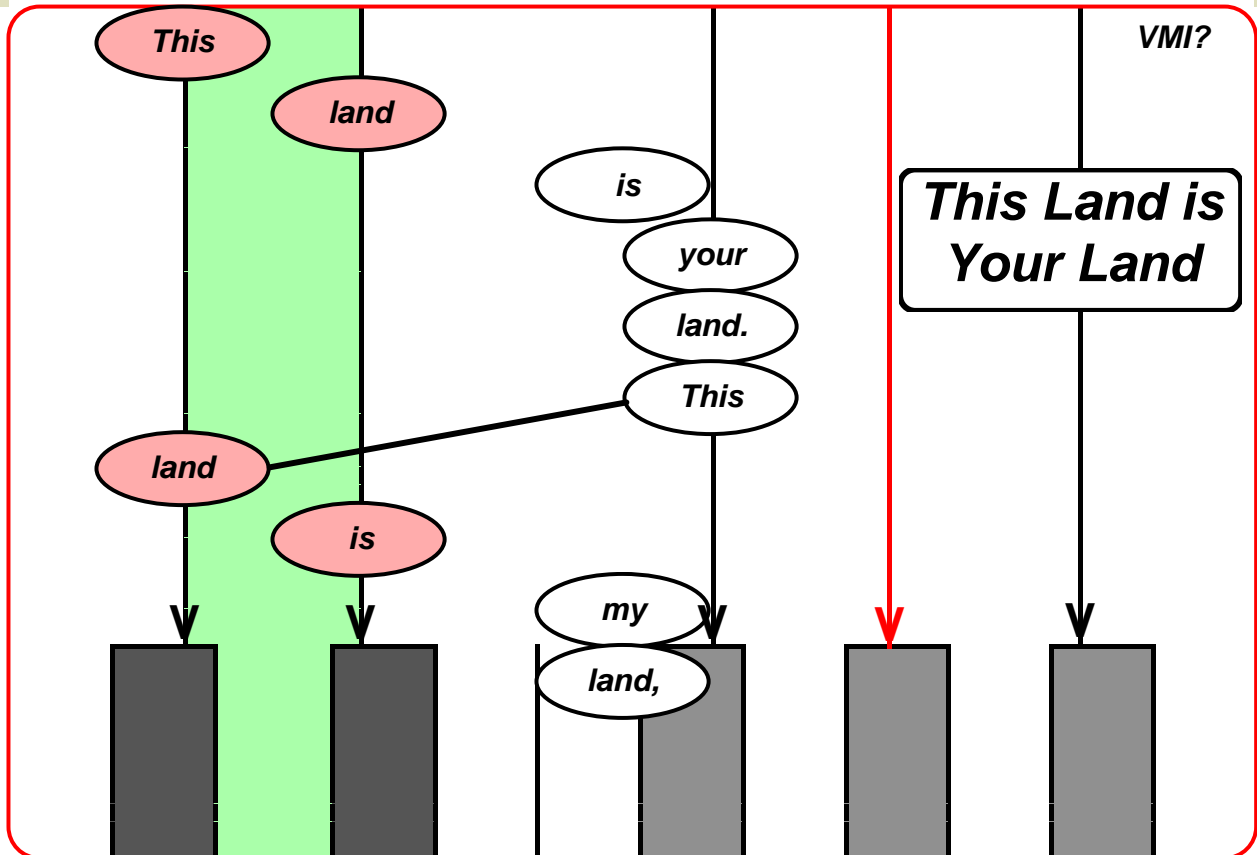 This
VMI?
land
is
This Land is
Your Land
your
land.
This
land
is
my
land,